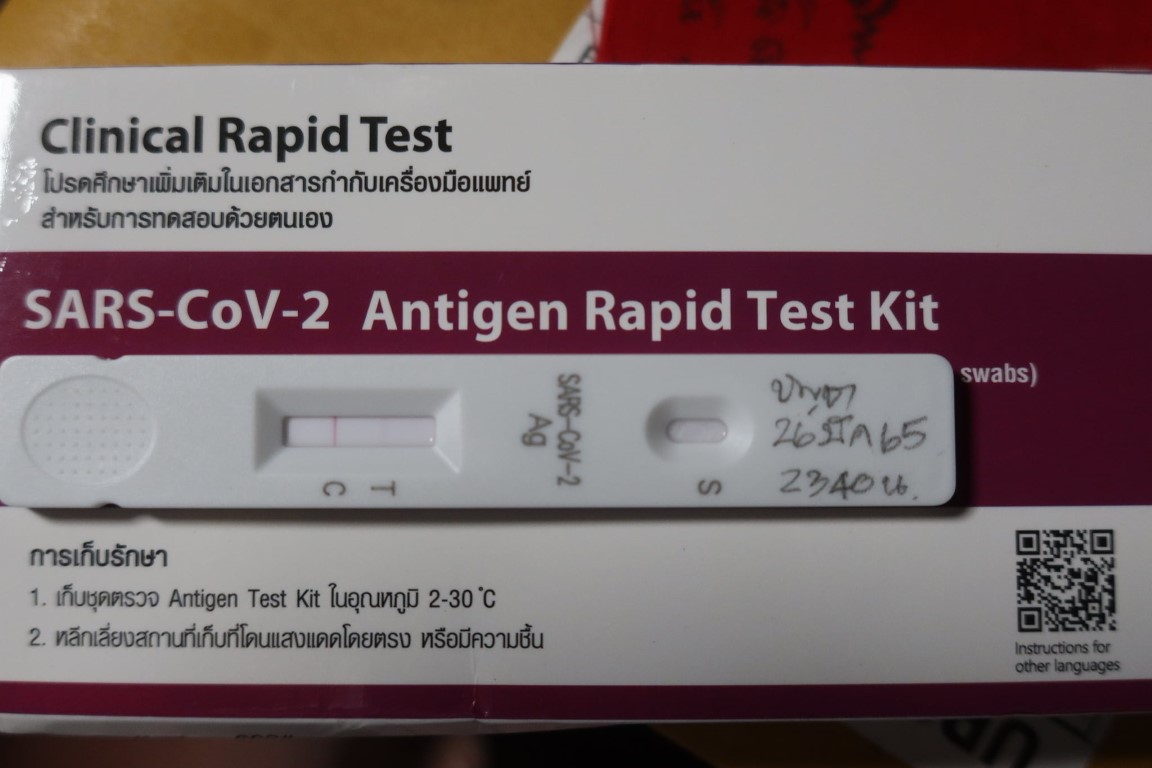 Clinical Rapid Test
โปรดศึกษาเพิ่มเติมในเอกสารกำกับเครื่องมือแพทย์
สำหรับการทดสอบด้วยตนเอง
SARS-CoV-2 Antigen Rapid Test Kit
swabs)
SARS-CoV-2
Ag
C T
S
26 มีค 65
2340 น.
การเก็บรักษา
1. เก็บชุดตรวจ Antigen Test Kit ในอุณหภูมิ 2-30 °C
2. หลีกเลี่ยงสถานที่เก็บที่โดนแสงแดดโดยตรง หรือมีความชื้น
Instructions for
other languages